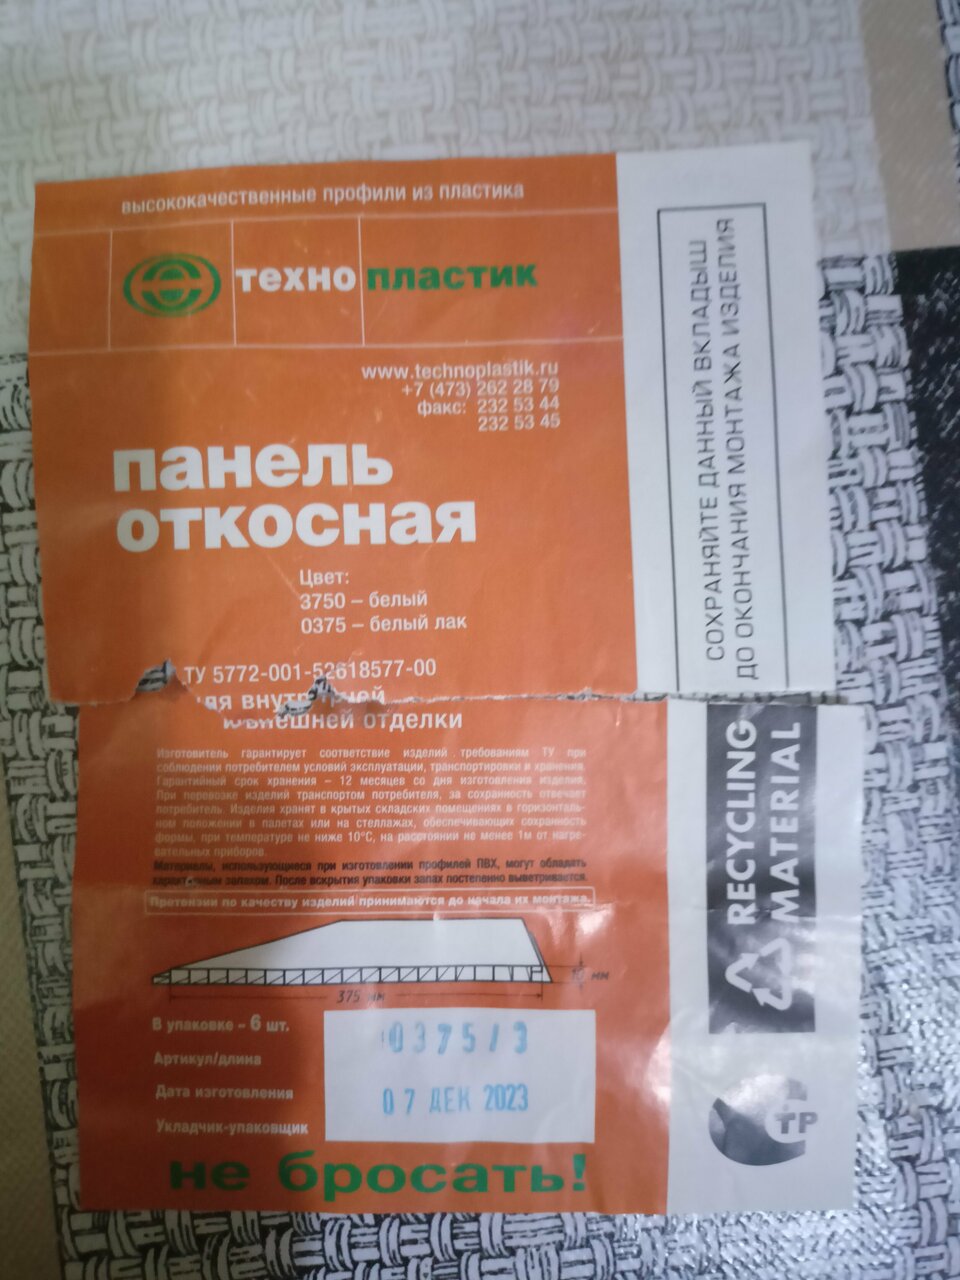 высококачественные профили из пластика
техно пластик
www.technoplastik.ru
+7 (473) 262 28 79
факс: 232 53 44
232 53 45
панель
откосная
Цвет:
3750 – белый
0375 – белый лак
ТУ 5772-001-52618577-00
внешней отделки
Изготовитель гарантирует соответствие изделий требованиям ТУ при
соблюдении потребителем условий эксплуатации, транспортировки и хранения.
Гарантийный срок хранения – 12 месяцев со дня изготовления изделия.
При перевозке изделий транспортом потребителя, за сохранность отвечает
потребитель. Изделия хранят в крытых складских помещениях в горизонталь-
ном положении в палетах или на стеллажах, обеспечивающих сохранность
формы, при температуре не ниже 10°С, на расстоянии не менее 1м от нагре-
вательных приборов.
Материалы, использующиеся при изготовлении профилей ПВХ, могут обладать
характерным запахом. После вскрытия упаковки запах постепенно выветривается.
Претензии по качеству изделий принимаются до начала их монтажа.
10 мм
375 мм
В упаковке – 6 шт.
Артикул/длина
0375/3
Дата изготовления
07 ДЕК 2023
Укладчик-упаковщик
не бросать!
СОХРАНЯЙТЕ ДАННЫЙ ВКЛАДЫШ
ДО ОКОНЧАНИЯ МОНТАЖА ИЗДЕЛИЯ
RECYCLING
MATERIAL
ТР